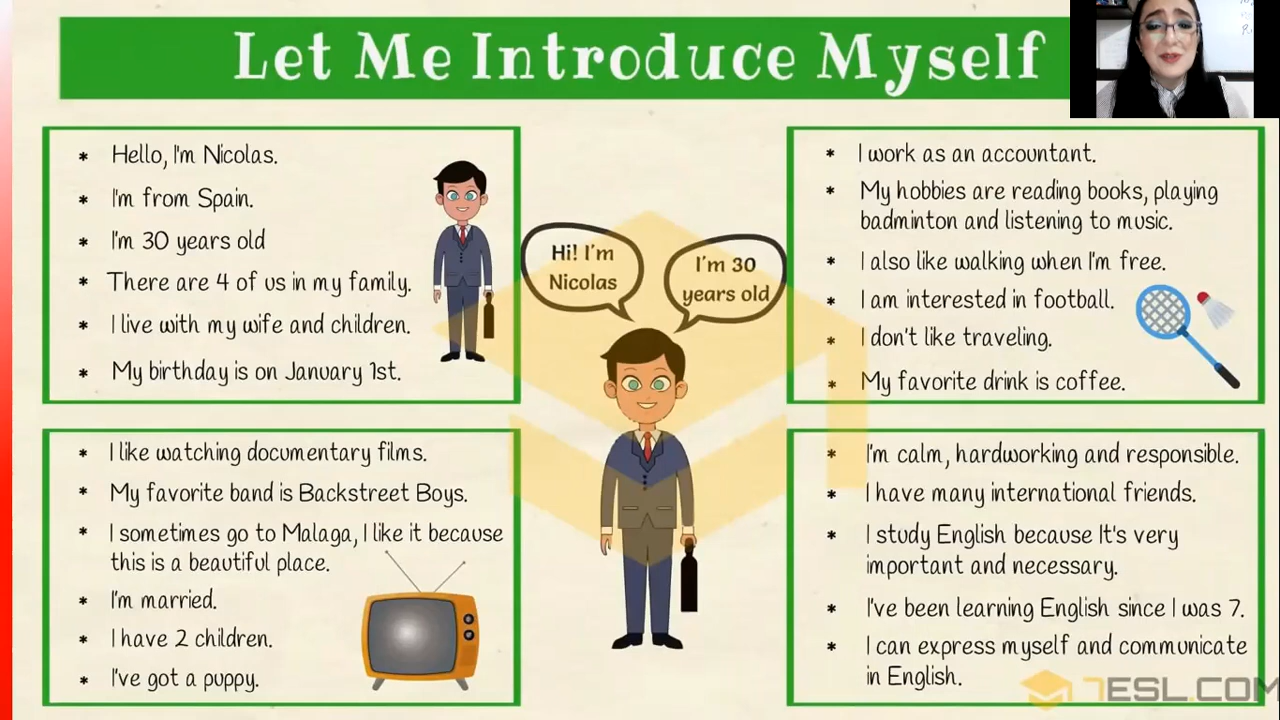 Let Me Introduce Myself
* Hello, I'm Nicolas.
* I'm from Spain.
* I'm 30 years old
* There are 4 of us in my family.
* I live with my wife and children.
* My birthday is on January 1st.
Hi! I'm
Nicolas
I'm 30
years old
* I work as an accountant.
* My hobbies are reading books, playing
badminton and listening to music.
* I also like walking when I'm free.
* I am interested in football.
* I don't like traveling.
* My favorite drink is coffee.
* I like watching documentary films.
* My favorite band is Backstreet Boys.
* I sometimes go to Malaga, I like it because
this is a beautiful place.
* I'm married.
* I have 2 children.
* I've got a puppy.
* I'm calm, hardworking and responsible.
* I have many international friends.
* I study English because It's very
important and necessary.
* I've been learning English since I was 7.
* I can express myself and communicate
in English.
7ESL.COM